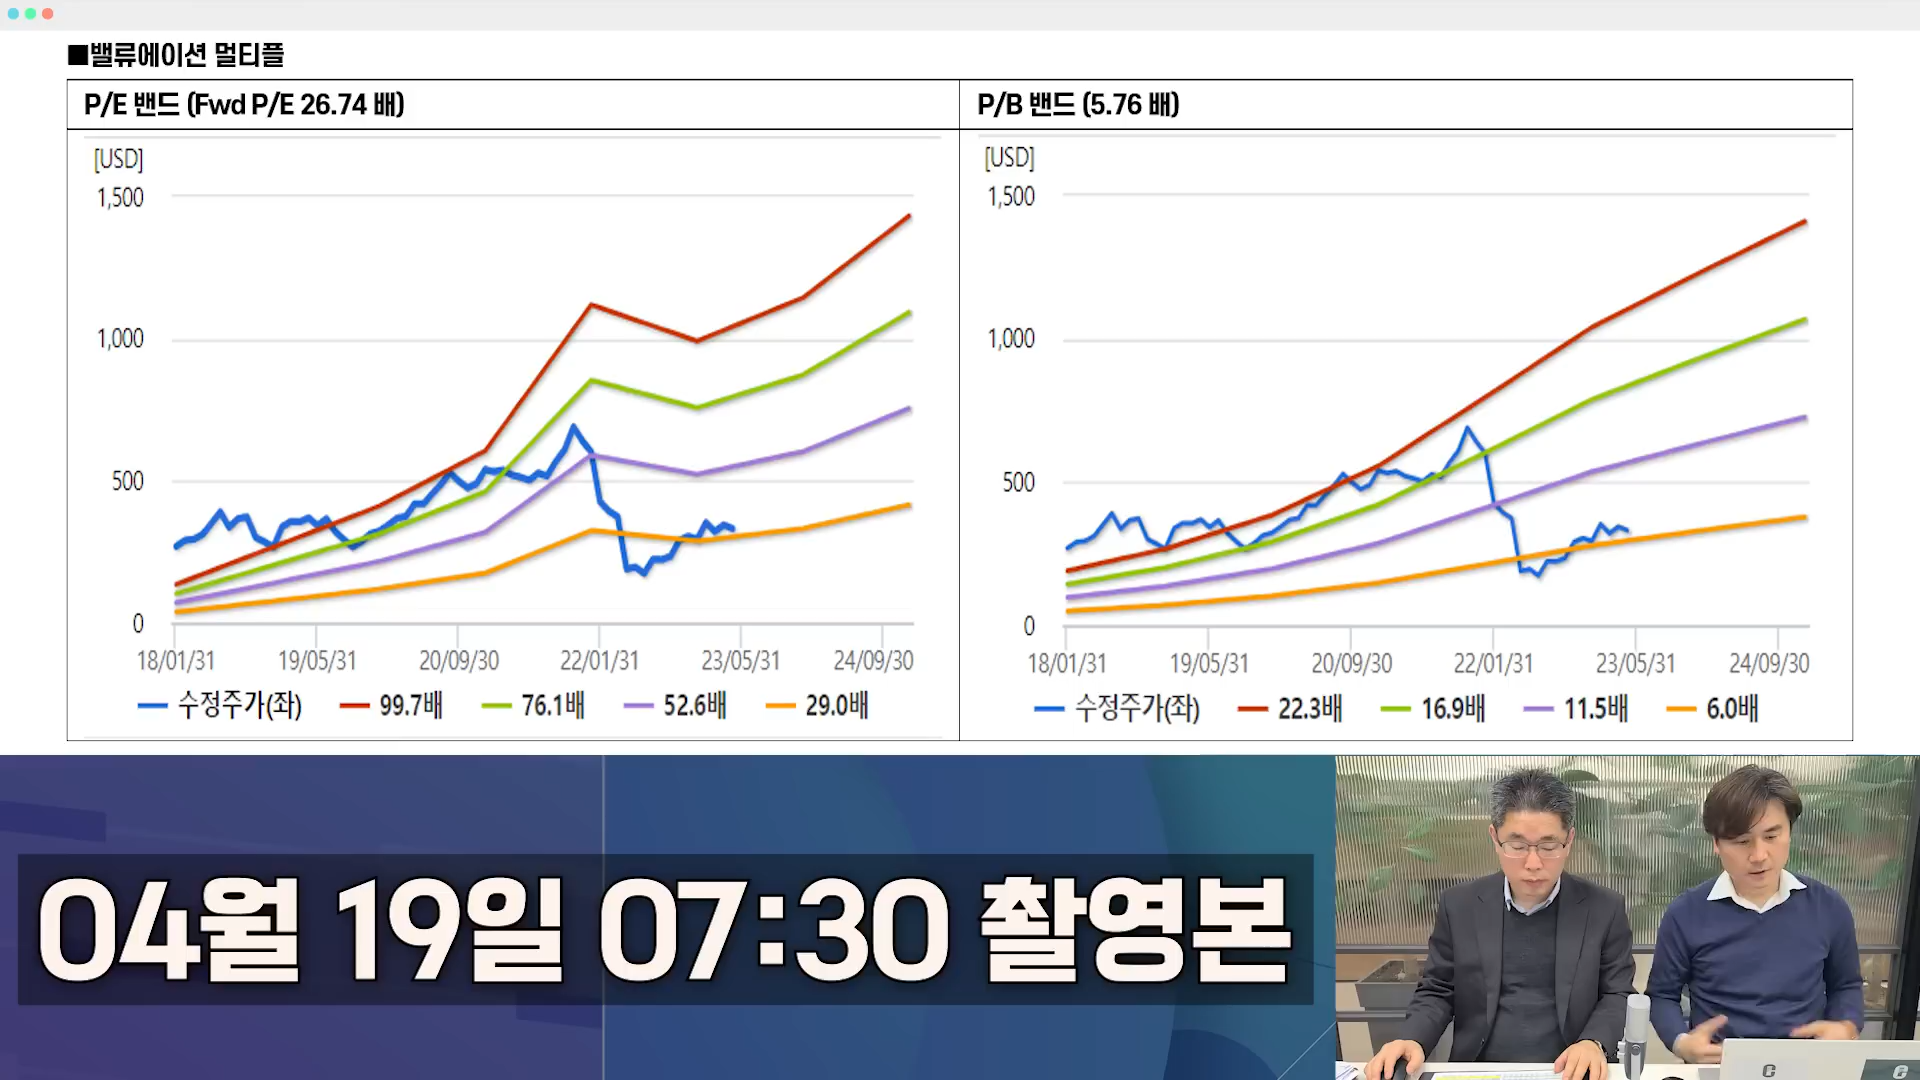 ■밸류에이션 멀티플
P/E 밴드 (Fwd P/E 26.74 배)
[USD]
1,500
1,000
500
0
18/01/31 19/05/31 20/09/30 22/01/31 23/05/31 24/09/30
수정주가(좌) 99.7배 76.1배 52.6배 29.0배
P/B 밴드 (5.76 배)
[USD]
1,500
1,000
500
0
18/01/31 19/05/31 20/09/30 22/01/31 23/05/31 24/09/30
수정주가(좌) 22.3배 16.9배 11.5배 6.0배
04월 19일 07:30 촬영본